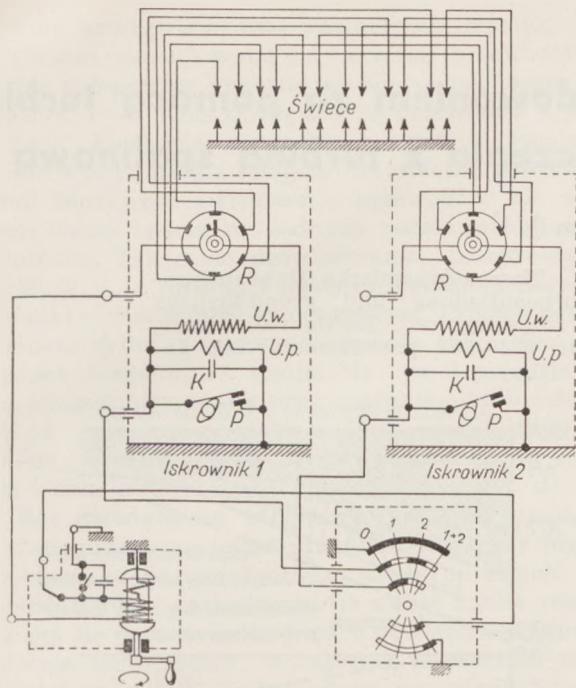 Świece
R
R
U.w.
U.w.
U.p.
U.p
K
K
P
P
Iskrownik 1
Iskrownik 2
0 1 2 1+2